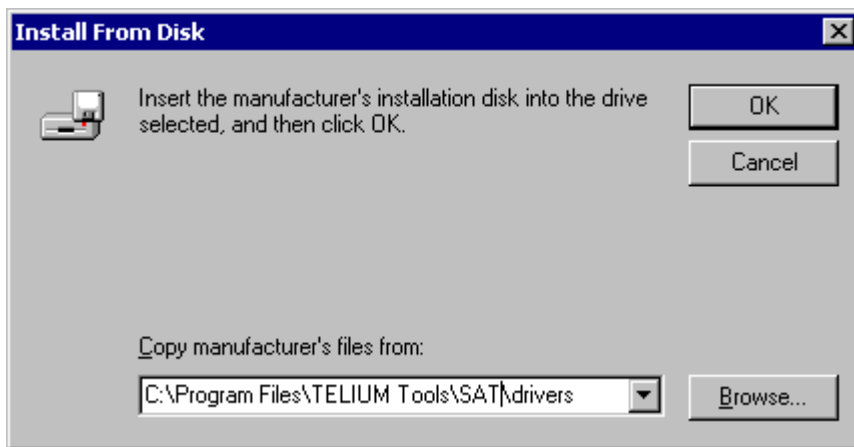 Install From Disk
Insert the manufacturer's installation disk into the drive
selected, and then click OK.
OK
Cancel
Copy manufacturer's files from:
C:\Program Files\TELIUM Tools\SAT\drivers
Browse...